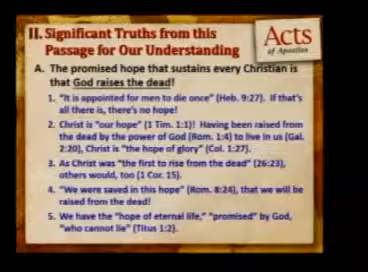 II. Significant Truths from this
Passage for Our Understanding
Acts
of Apostles
A. The promised hope that sustains every Christian is
that God raises the dead!
1. "It is appointed for men to die once" (Heb. 9:27). If that's
all there is, there's no hope!
2. Christ is "our hope" (1 Tim. 1:1)! Having been raised from
the dead by the power of God (Rom. 1:4) to live in us (Gal.
2:20), Christ is "the hope of glory" (Col. 1:27).
3. As Christ was "the first to rise from the dead" (26:23),
others would, too (1 Cor. 15).
4. "We were saved in this hope" (Rom. 8:24), that we will be
raised from the dead!
5. We have the "hope of eternal life," "promised" by God,
"who cannot lie" (Titus 1:2).